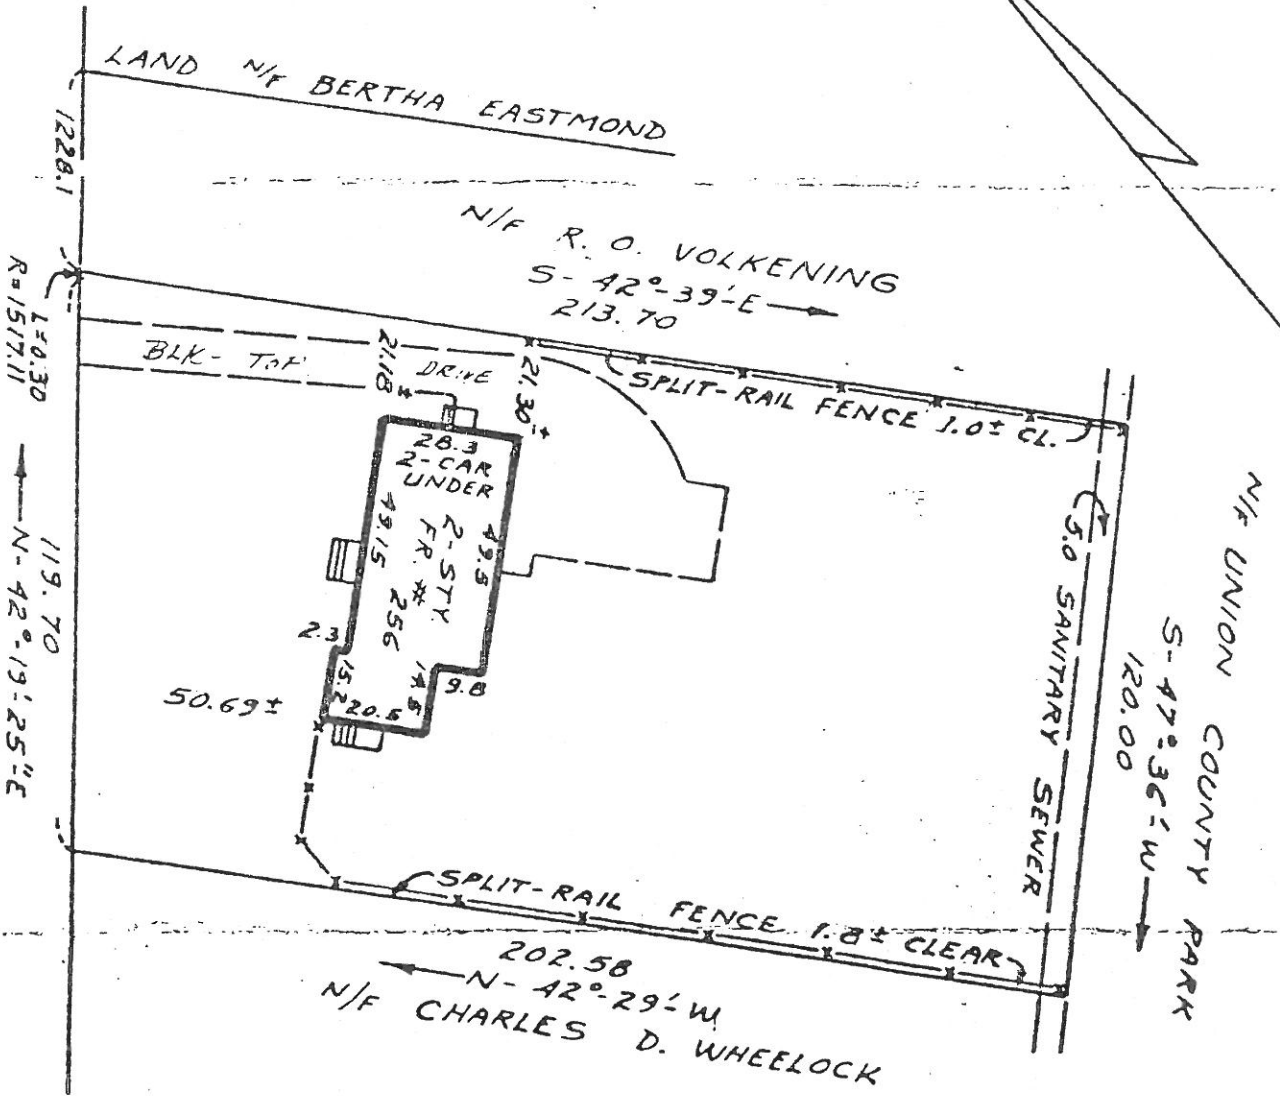 LAND N/F BERTHA EASTMOND
1228.1
N/F R. O. VOLKENING
S-42°-39'-E
213.70
L=0.30
R=1517.11
BLK-TOP DRIVE
21.18±
21.30±
SPLIT-RAIL FENCE 1.0± CL.
28.3
2-CAR
UNDER
49.15
2-STY.
FR. #
256
49.5
2.3
15.2
20.5
14.5
9.8
50.69±
5.0 SANITARY SEWER
N/F UNION COUNTY PARK
S-47°-36'-W
120.00
119.70
N-42°-19'-25"-E
SPLIT-RAIL FENCE 1.8± CLEAR
202.58
N-42°-29'-W
N/F CHARLES D. WHEELOCK